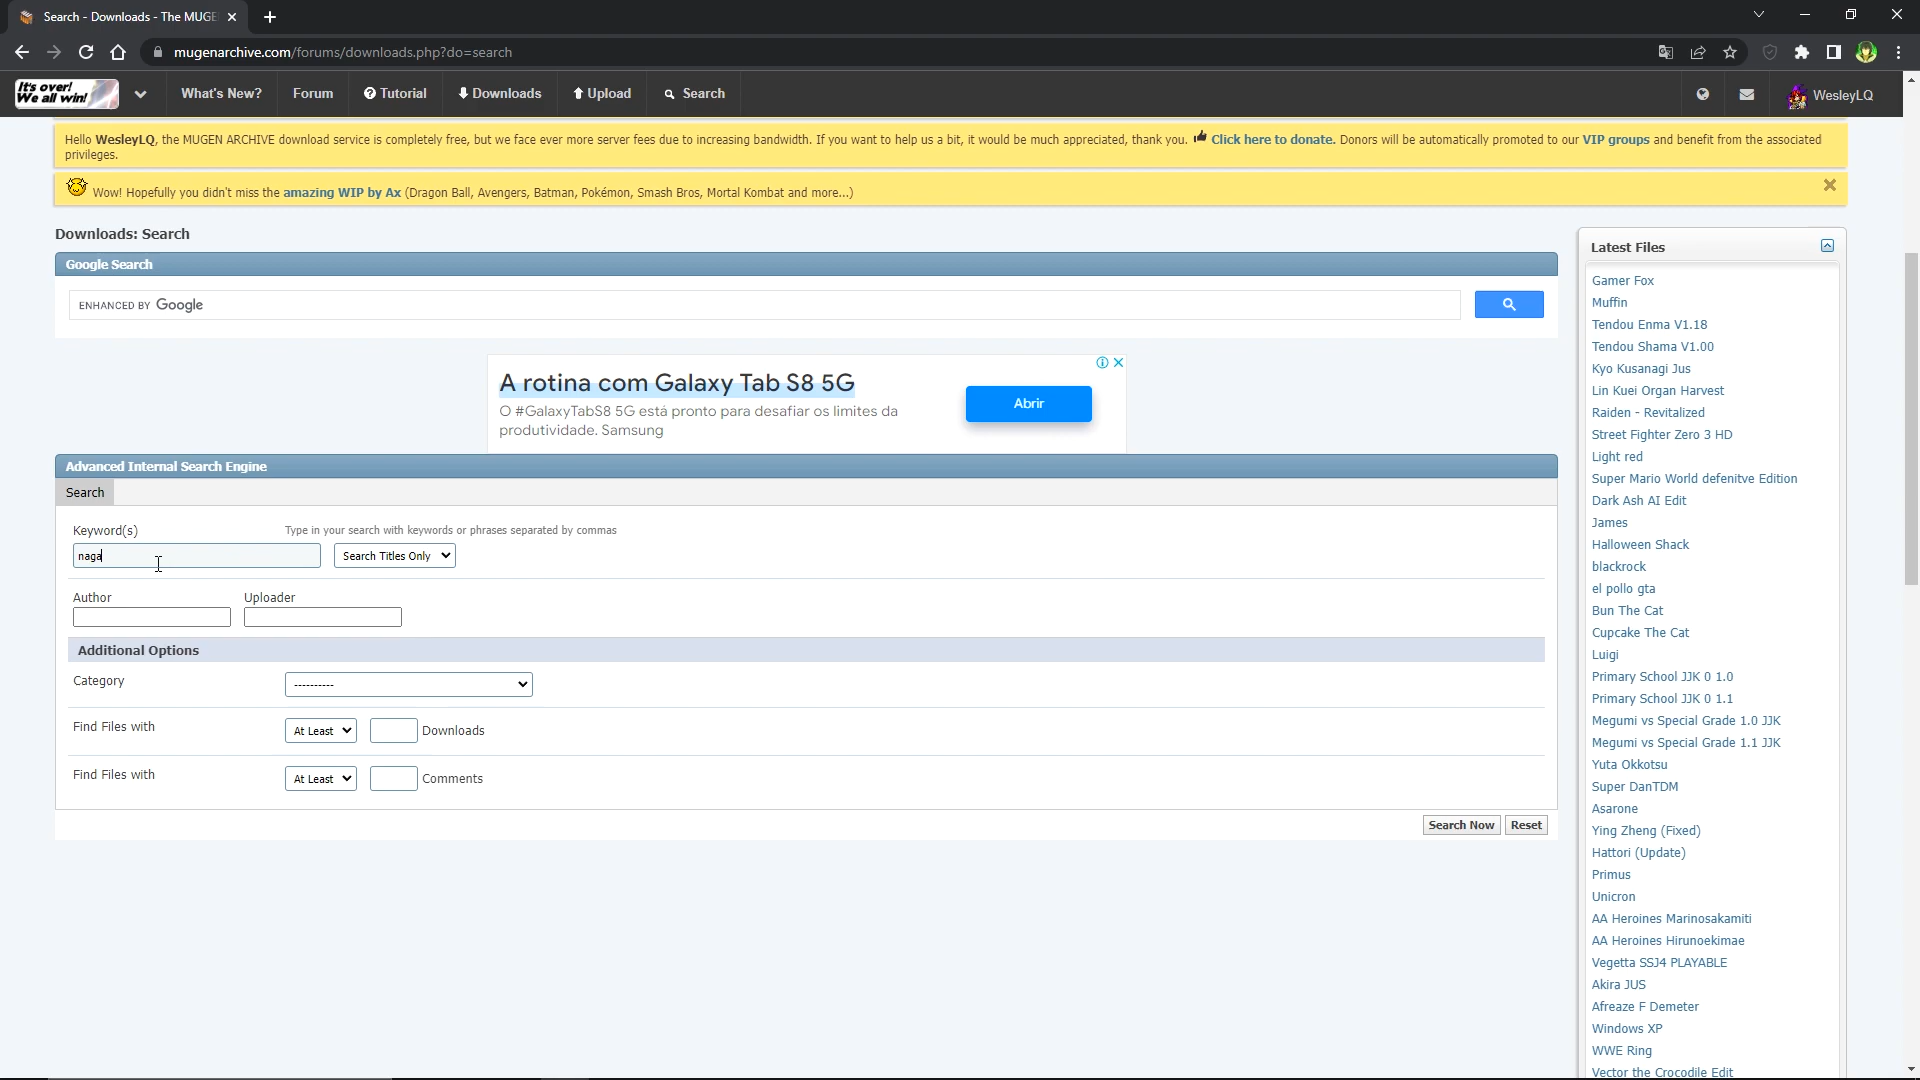 Search - Downloads - The MUGE
mugenarchive.com/forums/downloads.php?do=search
It's over!
We all win!
What's New?
Forum
Tutorial
Downloads
Upload
Search
WesleyLQ
Hello WesleyLQ, the MUGEN ARCHIVE download service is completely free, but we face ever more server fees due to increasing bandwidth. If you want to help us a bit, it would be much appreciated, thank you. Click here to donate. Donors will be automatically promoted to our VIP groups and benefit from the associated
privileges.
Wow! Hopefully you didn't miss the amazing WIP by Ax (Dragon Ball, Avengers, Batman, Pokémon, Smash Bros, Mortal Kombat and more...)
Downloads: Search
Google Search
ENHANCED BY Google
A rotina com Galaxy Tab S8 5G
O #GalaxyTabS8 5G está pronto para desafiar os limites da
produtividade. Samsung
Abrir
Advanced Internal Search Engine
Search
Keyword(s)
Type in your search with keywords or phrases separated by commas
naga
Search Titles Only
Author
Uploader
Additional Options
Category
----------
Find Files with
At Least
Downloads
Find Files with
At Least
Comments
Search Now
Reset
Latest Files
Gamer Fox
Muffin
Tendou Enma V1.18
Tendou Shama V1.00
Kyo Kusanagi Jus
Lin Kuei Organ Harvest
Raiden - Revitalized
Street Fighter Zero 3 HD
Light red
Super Mario World defenitve Edition
Dark Ash AI Edit
James
Halloween Shack
blackrock
el pollo gta
Bun The Cat
Cupcake The Cat
Luigi
Primary School JJK 0 1.0
Primary School JJK 0 1.1
Megumi vs Special Grade 1.0 JJK
Megumi vs Special Grade 1.1 JJK
Yuta Okkotsu
Super DanTDM
Asarone
Ying Zheng (Fixed)
Hattori (Update)
Primus
Unicron
AA Heroines Marinosakamiti
AA Heroines Hirunoekimae
Vegetta SSJ4 PLAYABLE
Akira JUS
Afreaze F Demeter
Windows XP
WWE Ring
Vector the Crocodile Edit